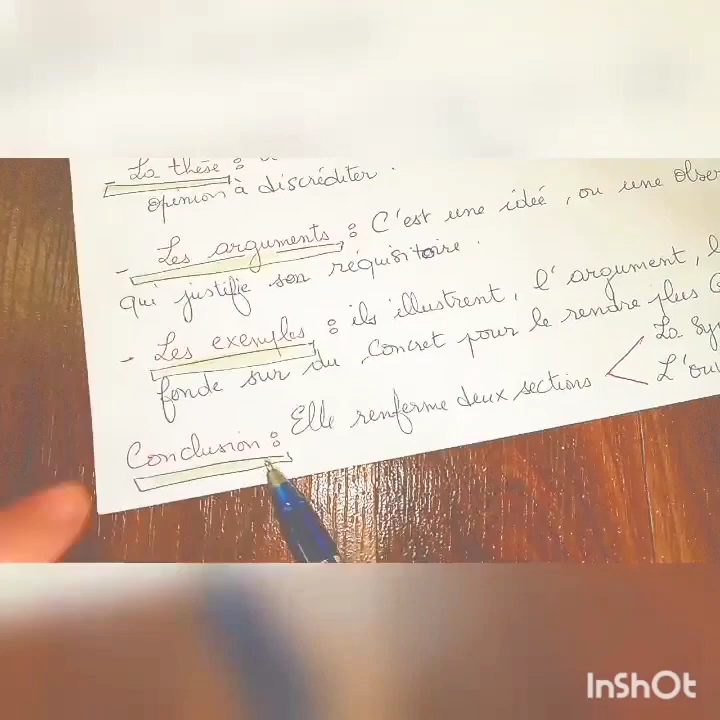 - La thèse :
opinion à discréditer.
- Les arguments : C'est une idéé, ou une obser
qui justifie son réquisitoire.
- Les exemples : ils illustrent, l'argument, l
fonde sur du concret pour le rendre plus c
La Sy
Conclusion : Elle renferme deux sections <
L'ou
InShOt